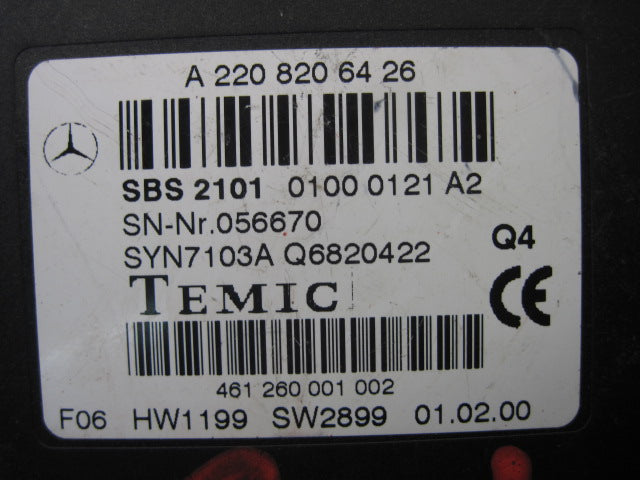 A 220 820 64 26
SBS 2101 0100 0121 A2
SN-Nr.056670
SYN7103A Q6820422
Q4
TEMIC
CE
461 260 001 002
F06 HW1199 SW2899 01.02.00